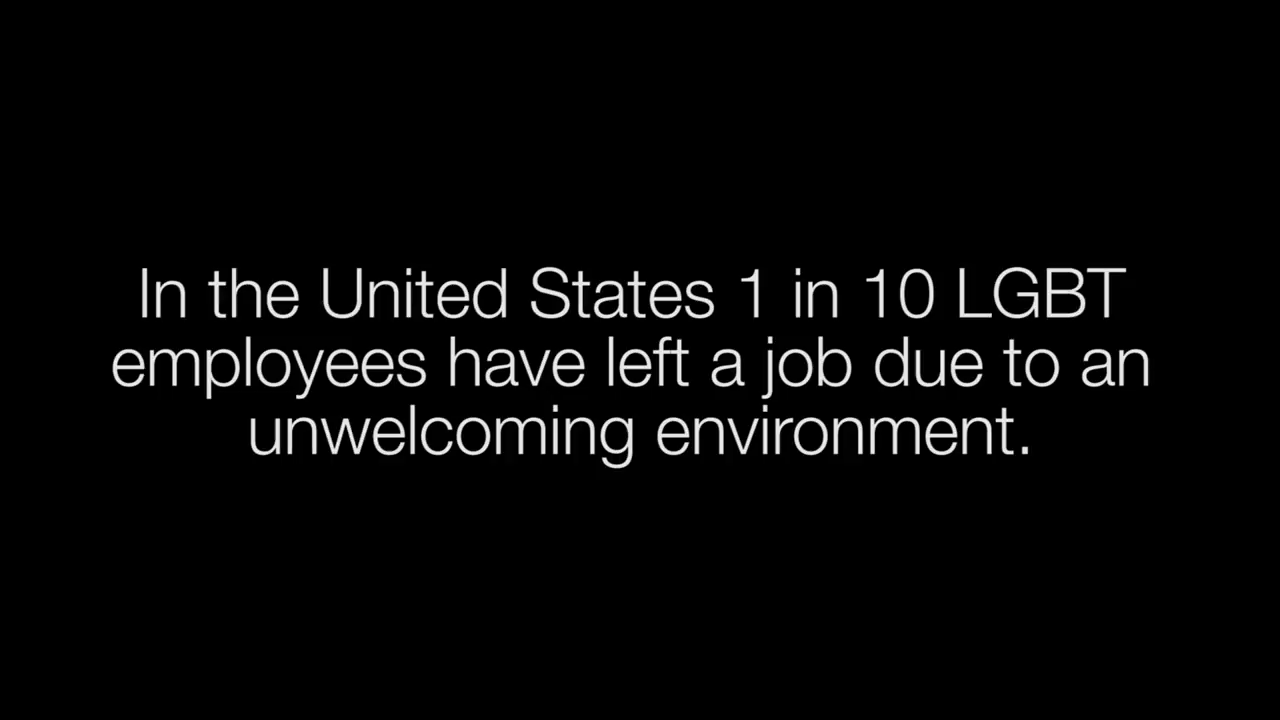 In the United States 1 in 10 LGBT
employees have left a job due to an
unwelcoming environment.